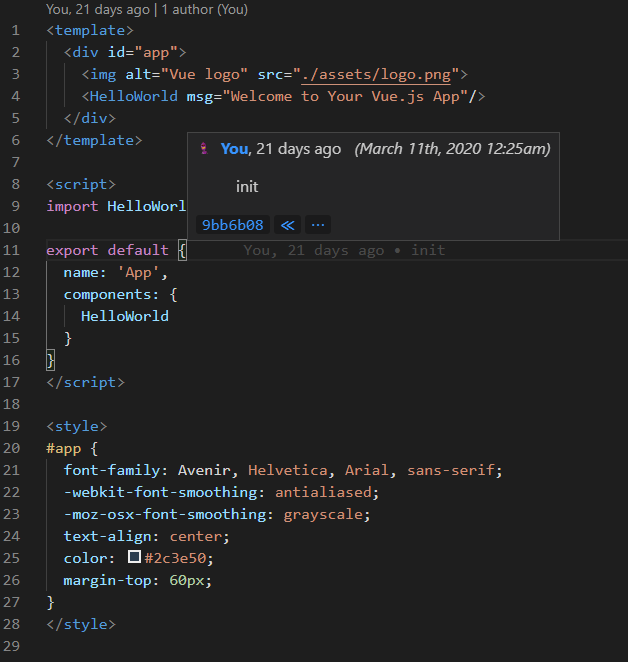 You, 21 days ago | 1 author (You)
1 <template>
2 <div id="app">
3 <img alt="Vue logo" src="./assets/logo.png">
4 <HelloWorld msg="Welcome to Your Vue.js App"/>
5 </div>
6 </template>
You, 21 days ago (March 11th, 2020 12:25am)
7
8 <script>
init
9 import HelloWorl
9bb6b08 ≪ ···
10
11 export default { You, 21 days ago • init
12 name: 'App',
13 components: {
14 HelloWorld
15 }
16 }
17 </script>
18
19 <style>
20 #app {
21 font-family: Avenir, Helvetica, Arial, sans-serif;
22 -webkit-font-smoothing: antialiased;
23 -moz-osx-font-smoothing: grayscale;
24 text-align: center;
25 color: #2c3e50;
26 margin-top: 60px;
27 }
28 </style>
29